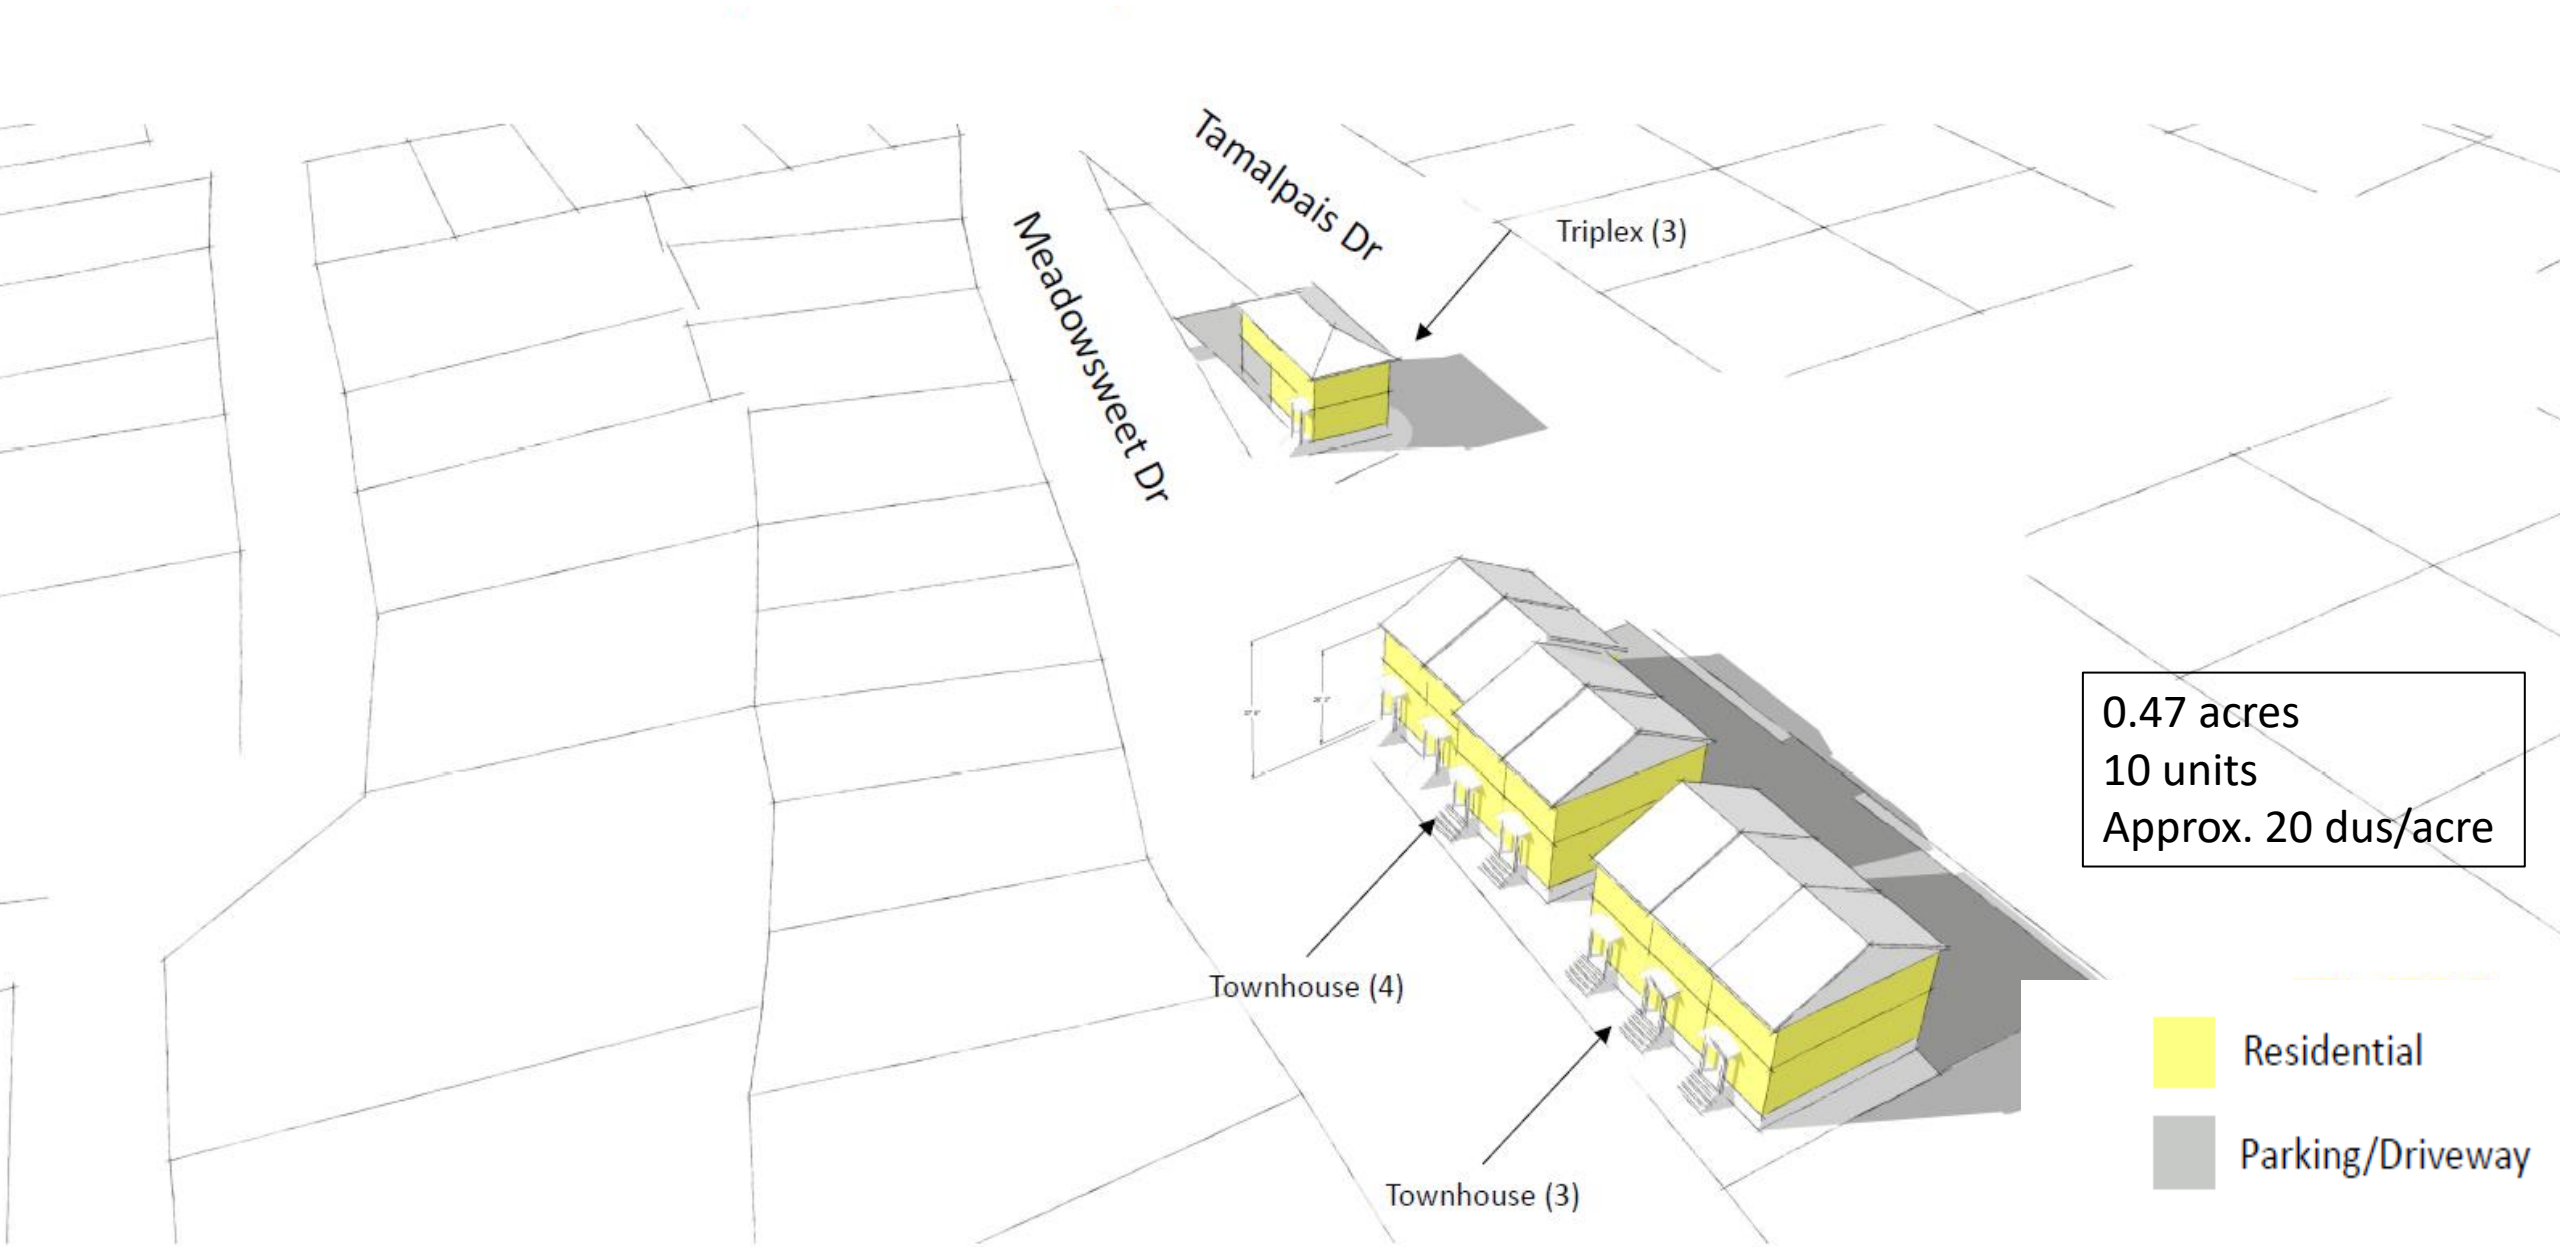 Tamalpais Dr
Meadowsweet Dr
Triplex (3)
0.47 acres
10 units
Approx. 20 dus/acre
Townhouse (4)
Townhouse (3)
Residential
Parking/Driveway